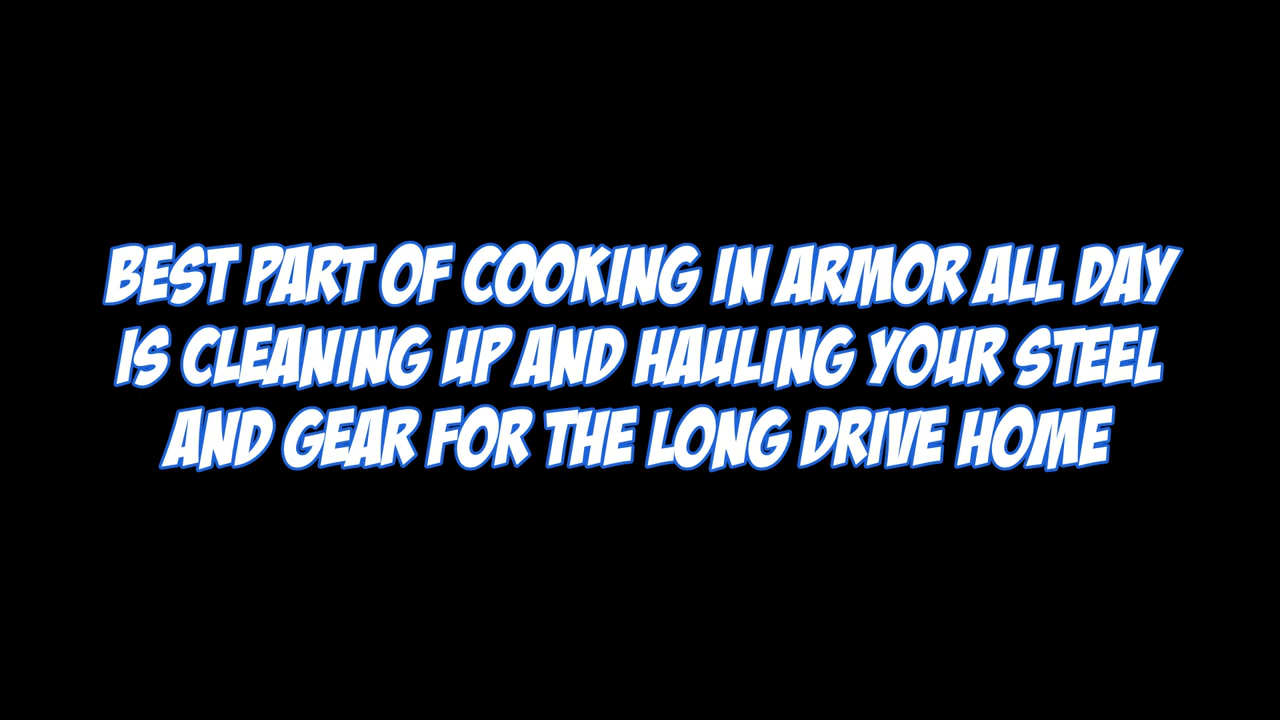 BEST PART OF COOKING IN ARMOR ALL DAY
IS CLEANING UP AND HAULING YOUR STEEL
AND GEAR FOR THE LONG DRIVE HOME